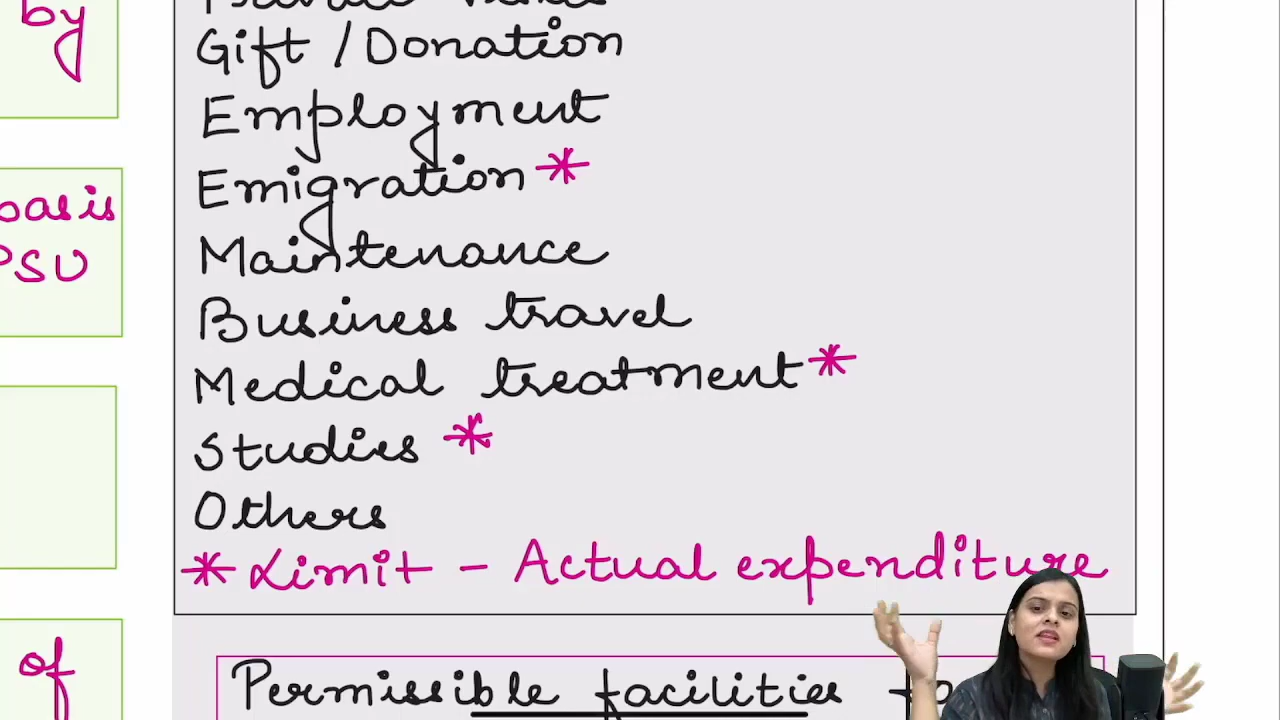 by
Gift / Donation
Employment
Emigration *
basis
Maintenance
PSU
Business travel
Medical treatment *
Studies *
Others
* Limit - Actual expenditure
of
Permissible facilities